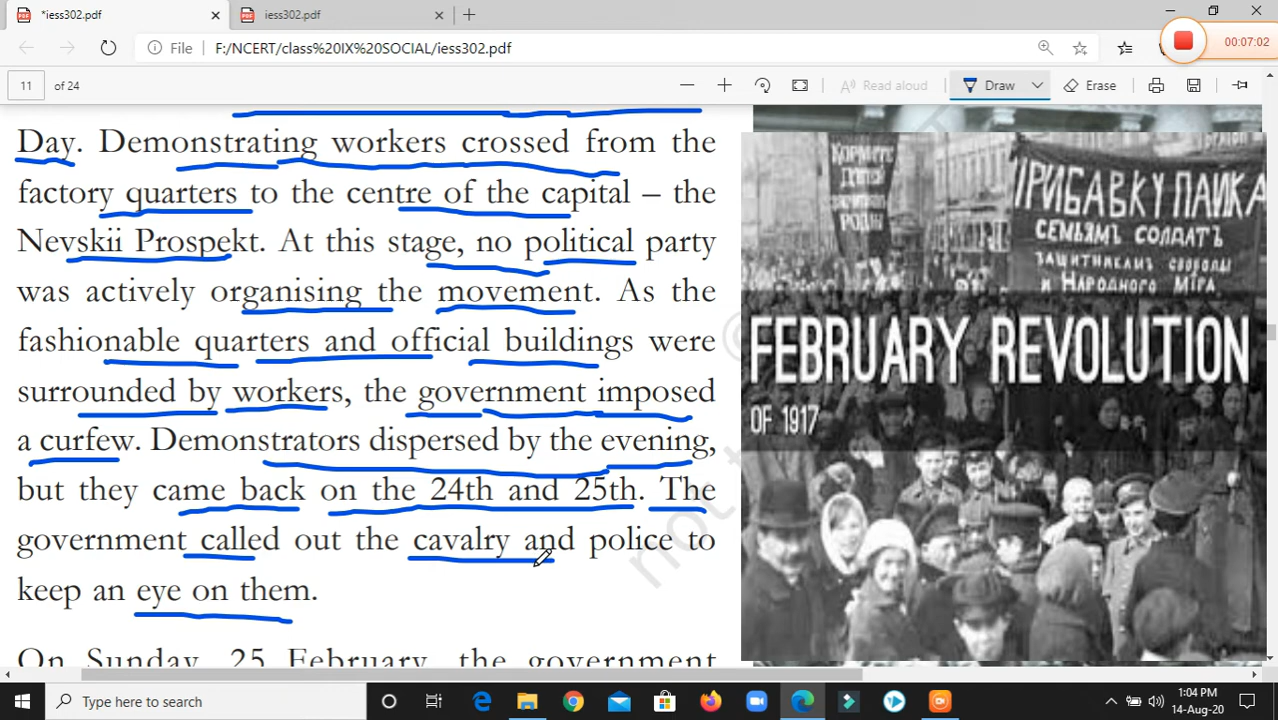 *iess302.pdf
iess302.pdf
File
F:/NCERT/class%20IX%20SOCIAL/iess302.pdf
00:07:02
11 of 24
Read aloud
Draw
Erase
Day. Demonstrating workers crossed from the
factory quarters to the centre of the capital – the
Nevskii Prospekt. At this stage, no political party
was actively organising the movement. As the
fashionable quarters and official buildings were
surrounded by workers, the government imposed
a curfew. Demonstrators dispersed by the evening,
but they came back on the 24th and 25th. The
government called out the cavalry and police to
keep an eye on them.
On Sunday, 25 February, the government
ПРИБАВКУ ПАЙКА
СЕМЬЯМЪ СОЛДАТЪ
ЗАЩИТНИКАМЪ СВОБОДЫ
И НАРОДНОГО МІРА
FEBRUARY REVOLUTION
OF 1917
Type here to search
1:04 PM
14-Aug-20